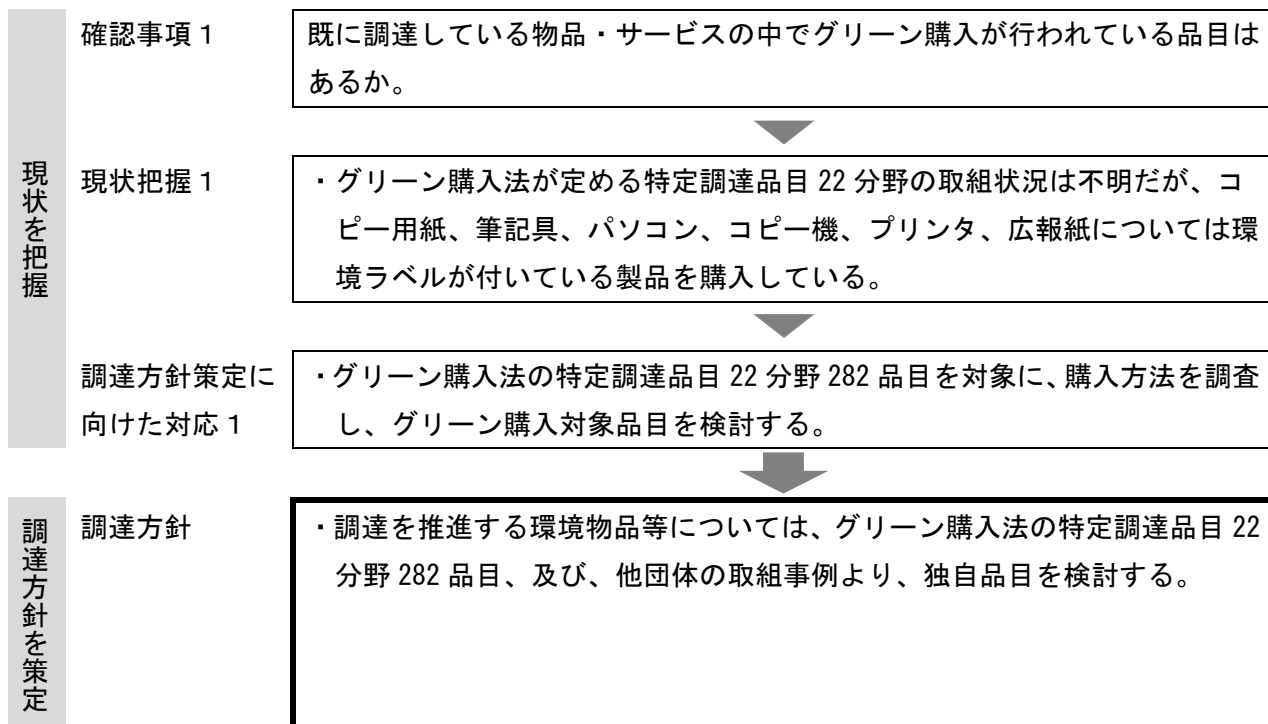 現状を把握
確認事項１
既に調達している物品・サービスの中でグリーン購入が行われている品目は
あるか。
現状把握１
・グリーン購入法が定める特定調達品目 22 分野の取組状況は不明だが、コ
ピー用紙、筆記具、パソコン、コピー機、プリンタ、広報紙については環
境ラベルが付いている製品を購入している。
調達方針策定に
向けた対応１
・グリーン購入法の特定調達品目 22 分野 282 品目を対象に、購入方法を調査
し、グリーン購入対象品目を検討する。
調達方針を策定
調達方針
・調達を推進する環境物品等については、グリーン購入法の特定調達品目 22
分野 282 品目、及び、他団体の取組事例より、独自品目を検討する。